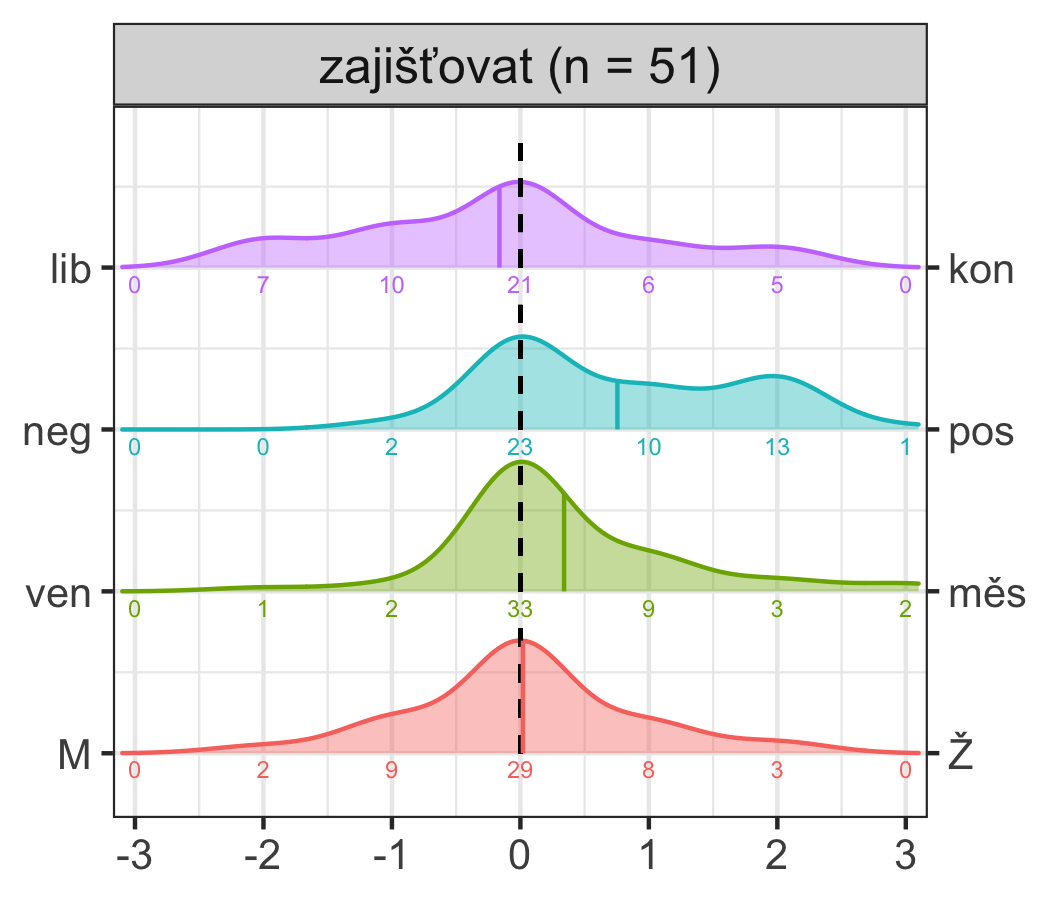 zajišťovat (n = 51)
lib kon
0 7 10 21 6 5 0
neg pos
0 0 2 23 10 13 1
ven měs
0 1 2 33 9 3 2
M Ž
0 2 9 29 8 3 0
-3 -2 -1 0 1 2 3